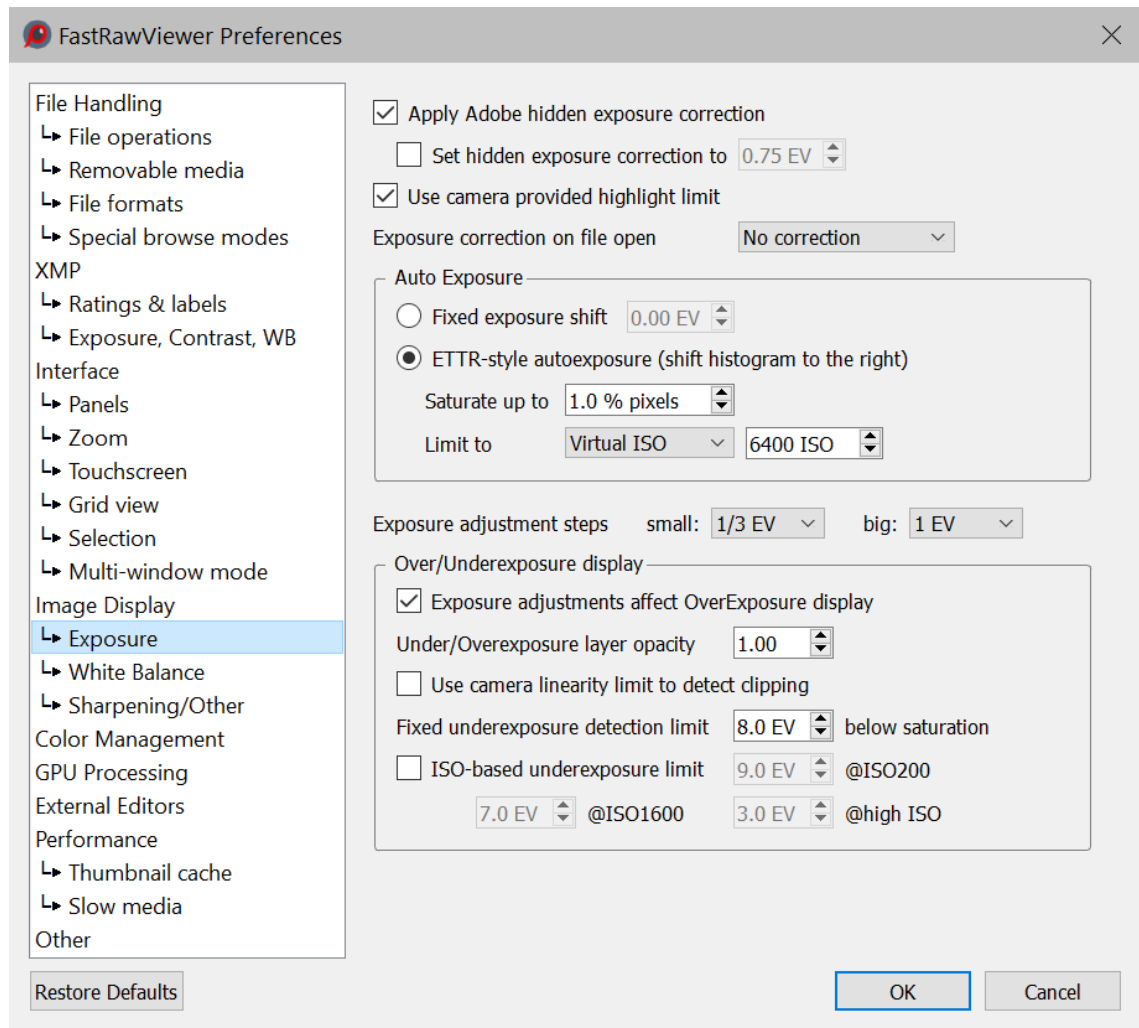 FastRawViewer Preferences
File Handling
File operations
Removable media
File formats
Special browse modes
XMP
Ratings & labels
Exposure, Contrast, WB
Interface
Panels
Zoom
Touchscreen
Grid view
Selection
Multi-window mode
Image Display
Exposure
White Balance
Sharpening/Other
Color Management
GPU Processing
External Editors
Performance
Thumbnail cache
Slow media
Other
Apply Adobe hidden exposure correction
Set hidden exposure correction to 0.75 EV
Use camera provided highlight limit
Exposure correction on file open No correction
Auto Exposure
Fixed exposure shift 0.00 EV
ETTR-style autoexposure (shift histogram to the right)
Saturate up to 1.0 % pixels
Limit to Virtual ISO 6400 ISO
Exposure adjustment steps small: 1/3 EV big: 1 EV
Over/Underexposure display
Exposure adjustments affect OverExposure display
Under/Overexposure layer opacity 1.00
Use camera linearity limit to detect clipping
Fixed underexposure detection limit 8.0 EV below saturation
ISO-based underexposure limit 9.0 EV @ISO200
7.0 EV @ISO1600 3.0 EV @high ISO
Restore Defaults OK Cancel